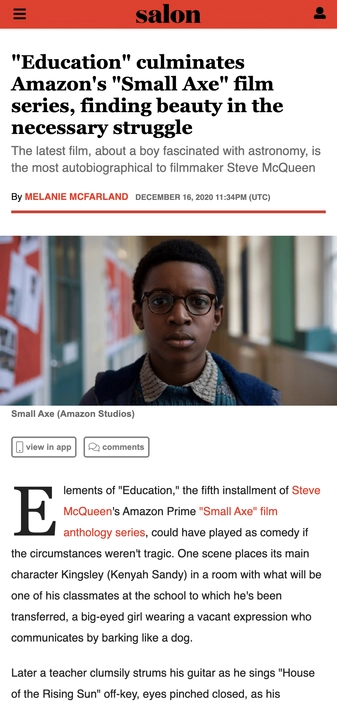 salon
"Education" culminates
Amazon's "Small Axe" film
series, finding beauty in the
necessary struggle
The latest film, about a boy fascinated with astronomy, is
the most autobiographical to filmmaker Steve McQueen
By MELANIE MCFARLAND DECEMBER 16, 2020 11:34PM (UTC)
Small Axe (Amazon Studios)
view in app comments
Elements of "Education," the fifth installment of Steve
McQueen's Amazon Prime "Small Axe" film
anthology series, could have played as comedy if
the circumstances weren't tragic. One scene places its main
character Kingsley (Kenyah Sandy) in a room with what will be
one of his classmates at the school to which he's been
transferred, a big-eyed girl wearing a vacant expression who
communicates by barking like a dog.
Later a teacher clumsily strums his guitar as he sings "House
of the Rising Sun" off-key, eyes pinched closed, as his